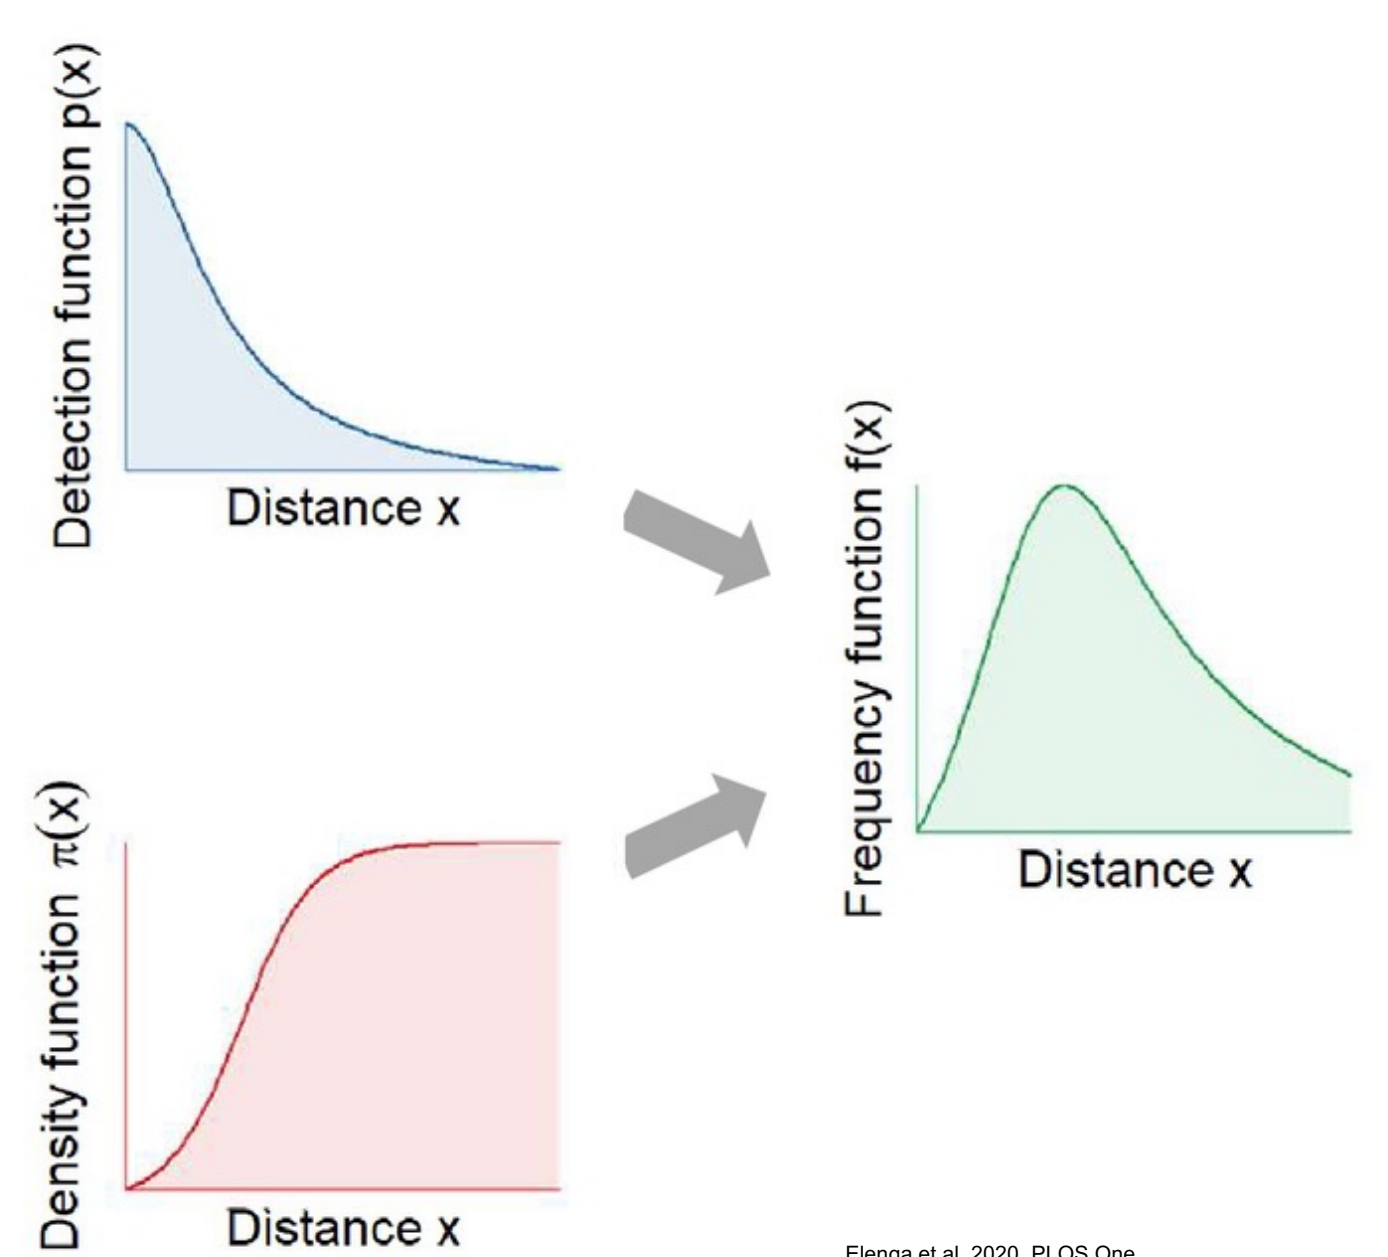 Detection function p(x)
Distance x
Density function π(x)
Distance x
Frequency function f(x)
Distance x
Elenga et al. 2020, PLOS One